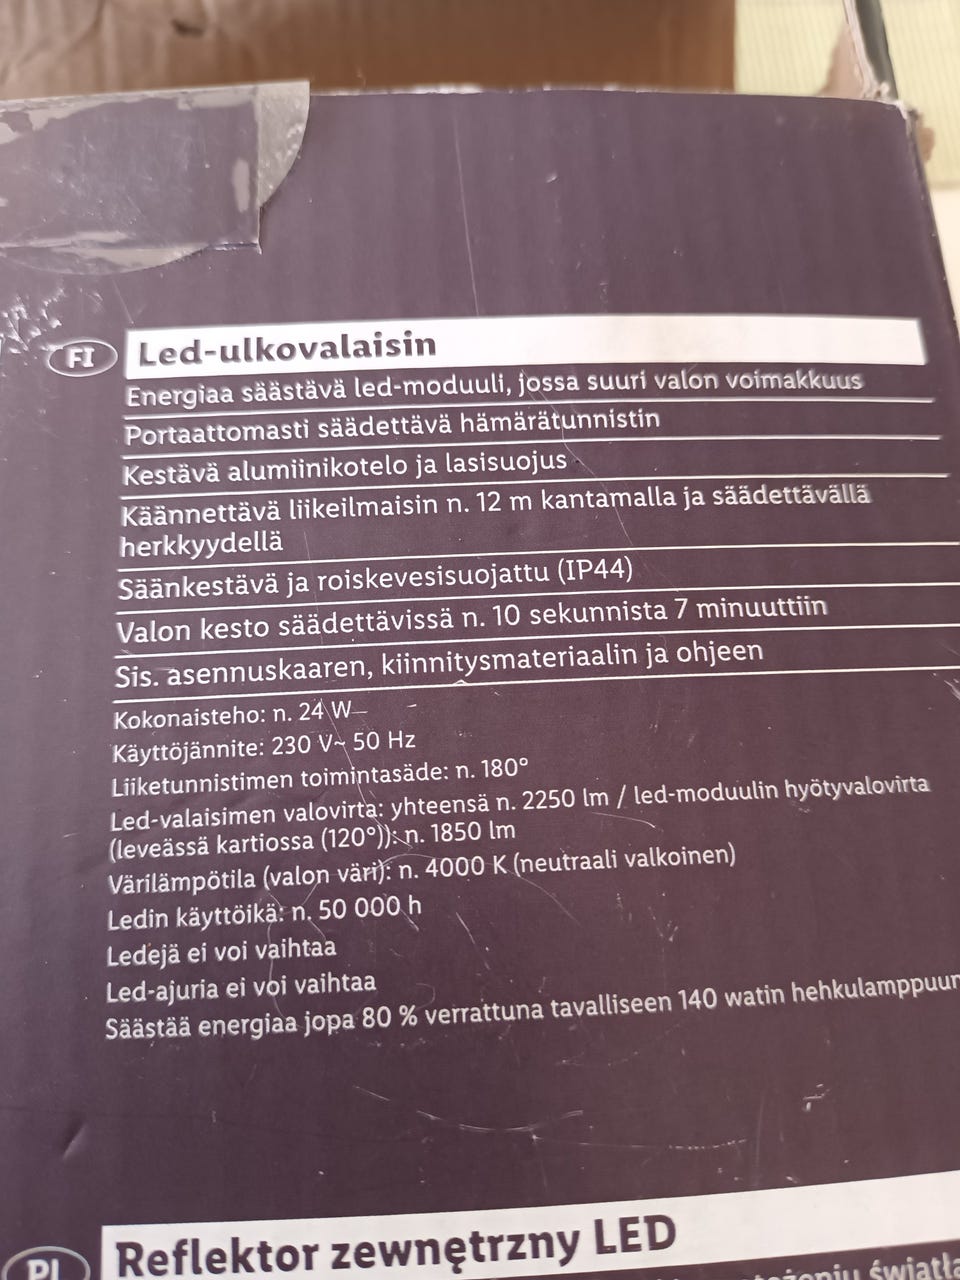 FI Led-ulkovalaisin
Energiaa säästävä led-moduuli, jossa suuri valon voimakkuus
Portaattomasti säädettävä hämärätunnistin
Kestävä alumiinikotelo ja lasisuojus
Käännettävä liikeilmaisin n. 12 m kantamalla ja säädettävällä
herkkyydellä
Säänkestävä ja roiskevesisuojattu (IP44)
Valon kesto säädettävissä n. 10 sekunnista 7 minuuttiin
Sis. asennuskaaren, kiinnitysmateriaalin ja ohjeen
Kokonaisteho: n. 24 W
Käyttöjännite: 230 V~ 50 Hz
Liiketunnistimen toimintasäde: n. 180°
Led-valaisimen valovirta: yhteensä n. 2250 lm / led-moduulin hyötyvalovirta
(leveässä kartiossa (120°)): n. 1850 lm
Värilämpötila (valon väri): n. 4000 K (neutraali valkoinen)
Ledin käyttöikä: n. 50 000 h
Ledejä ei voi vaihtaa
Led-ajuria ei voi vaihtaa
Säästää energiaa jopa 80 % verrattuna tavalliseen 140 watin hehkulamppuun
PL Reflektor zewnętrzny LED